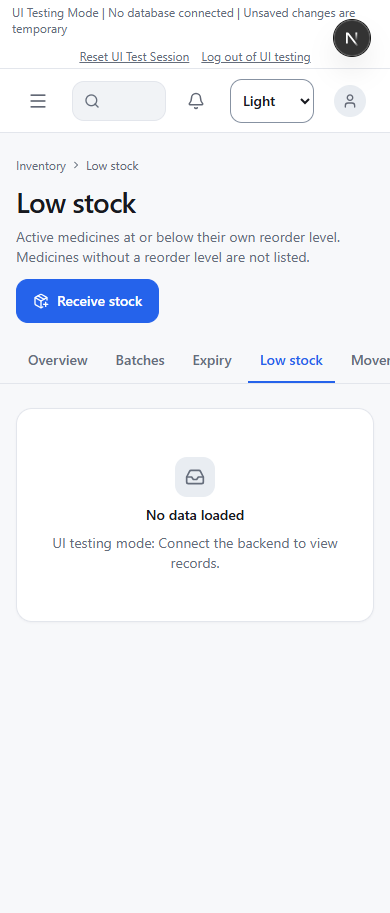 UI Testing Mode | No database connected | Unsaved changes are
temporary
N
Reset UI Test Session Log out of UI testing
Light
Inventory > Low stock
Low stock
Active medicines at or below their own reorder level.
Medicines without a reorder level are not listed.
Receive stock
Overview Batches Expiry Low stock
No data loaded
UI testing mode: Connect the backend to view
records.